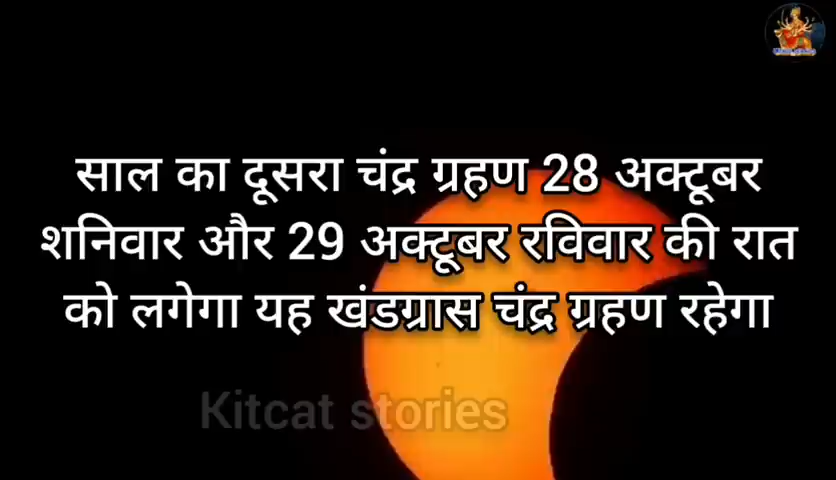 साल का दूसरा चंद्र ग्रहण 28 अक्टूबर
शनिवार और 29 अक्टूबर रविवार की रात
को लगेगा यह खंडग्रास चंद्र ग्रहण रहेगा
Kitcat stories